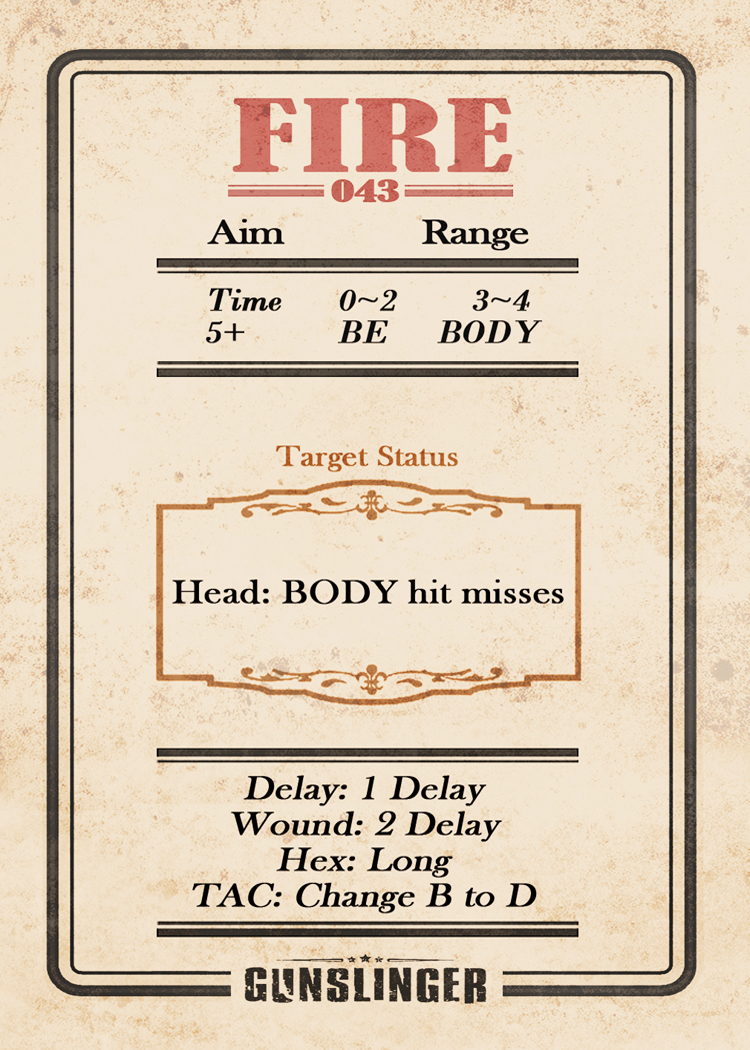 FIRE
043
Aim Range
Time 0~2 3~4
5+ BE BODY
Target Status
Head: BODY hit misses
Delay: 1 Delay
Wound: 2 Delay
Hex: Long
TAC: Change B to D
GUNSLINGER